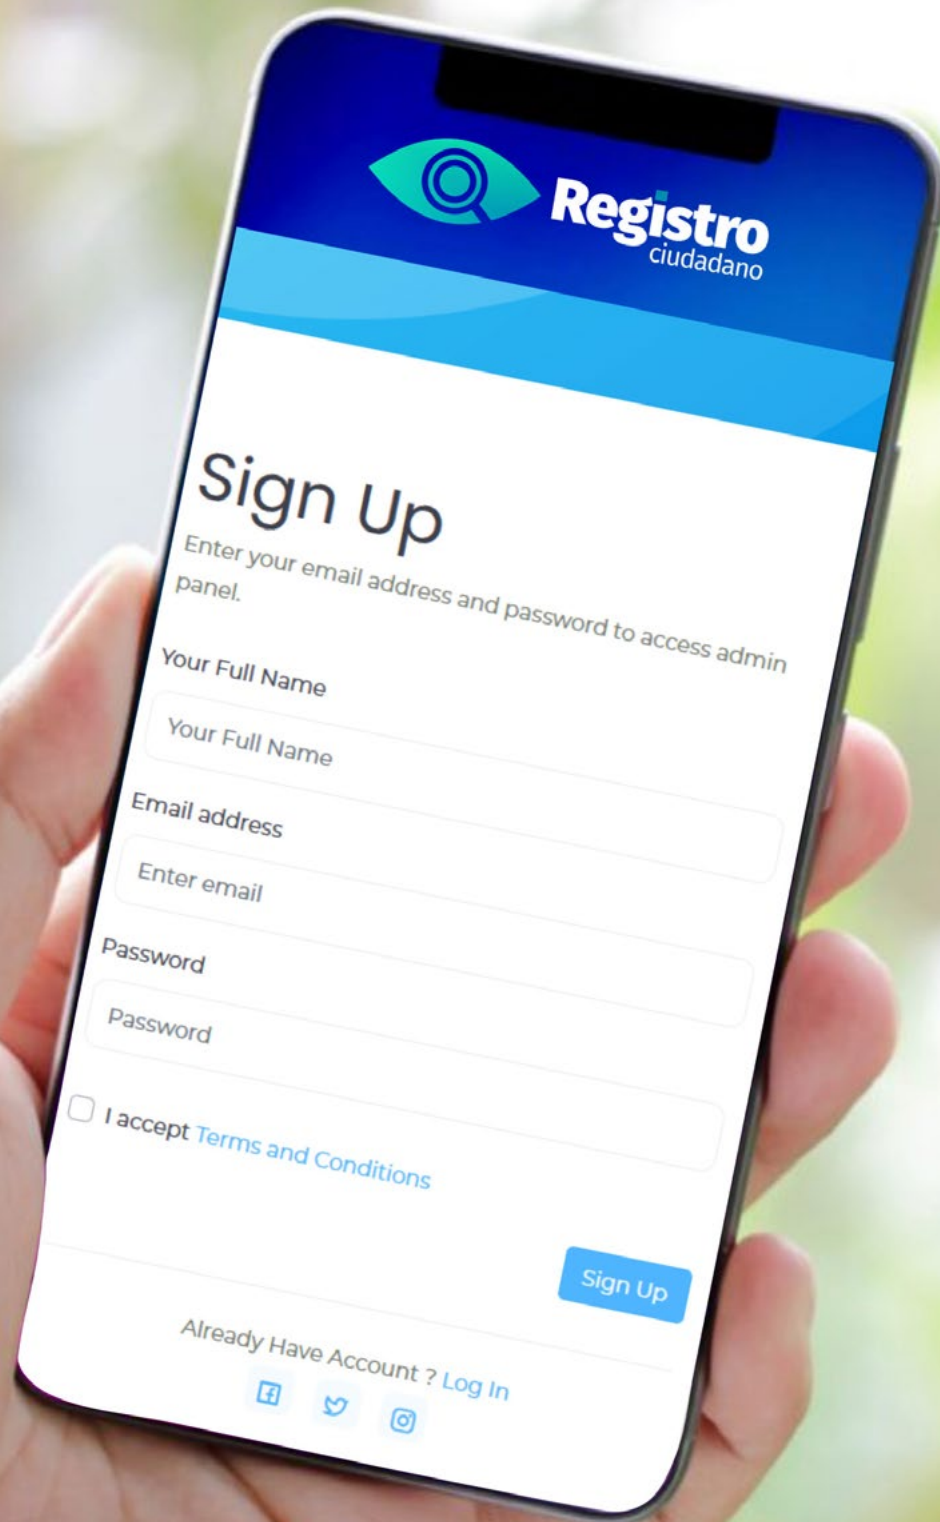 Registro
ciudadano
Sign Up
Enter your email address and password to access admin
panel.
Your Full Name
Your Full Name
Email address
Enter email
Password
Password
I accept Terms and Conditions
Sign Up
Already Have Account ? Log In